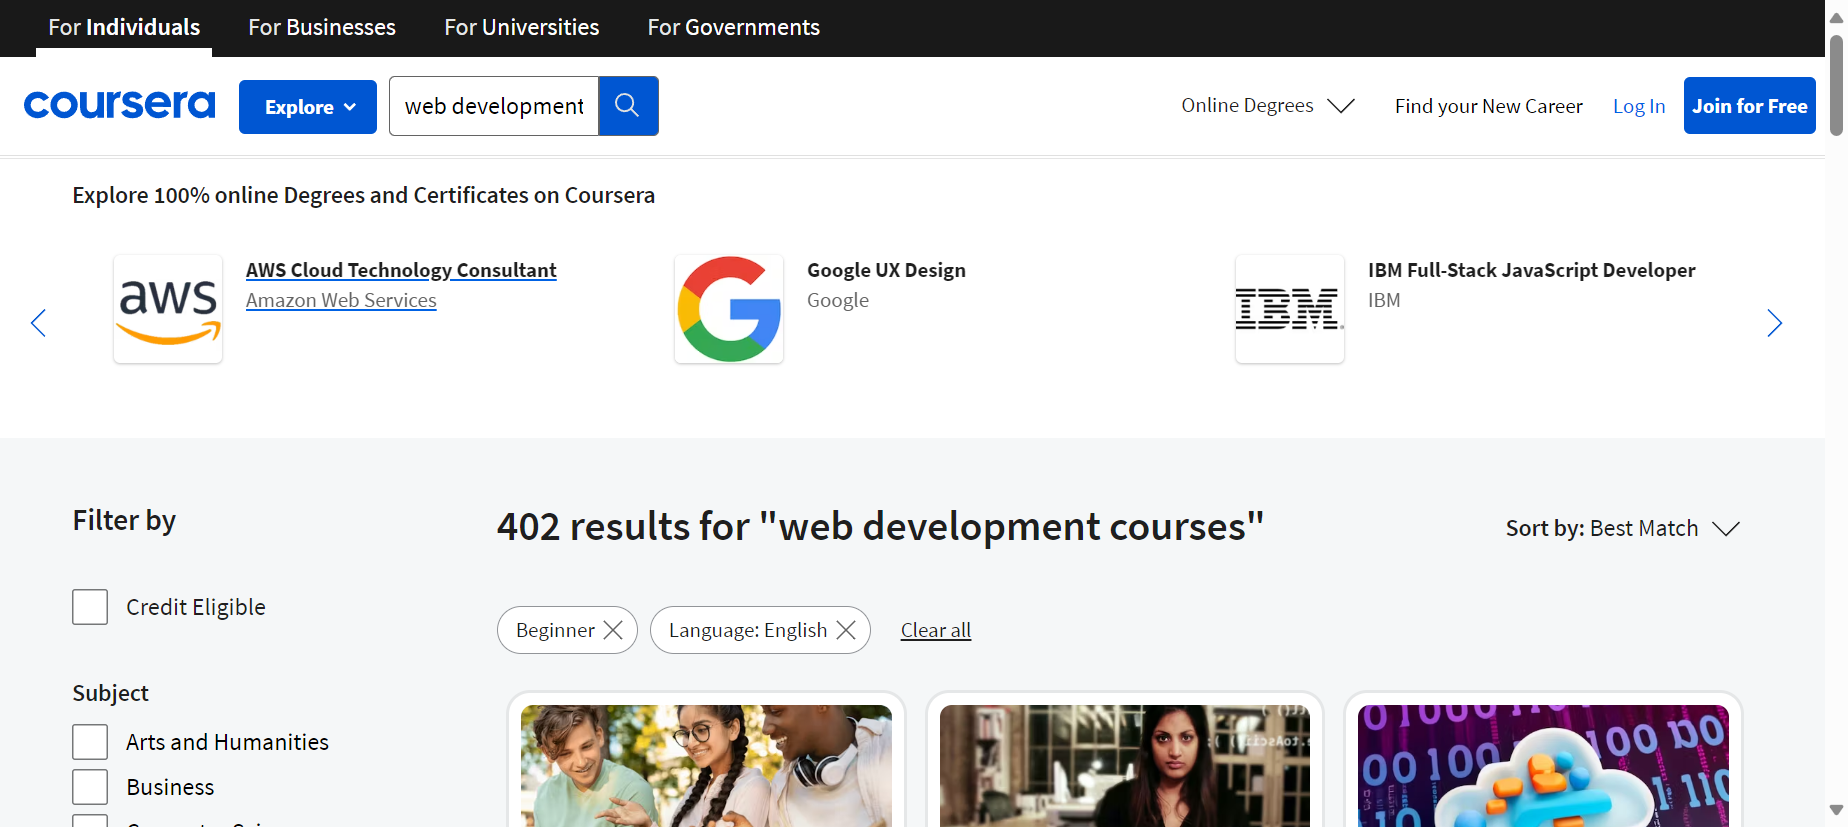 For Individuals
For Businesses
For Universities
For Governments
coursera
Explore
web development
Online Degrees
Find your New Career
Log In
Join for Free
Explore 100% online Degrees and Certificates on Coursera
aws
AWS Cloud Technology Consultant
Amazon Web Services
Google UX Design
Google
IBM
IBM Full-Stack JavaScript Developer
IBM
Filter by
402 results for "web development courses"
Sort by: Best Match
Credit Eligible
Beginner
Language: English
Clear all
Subject
Arts and Humanities
Business